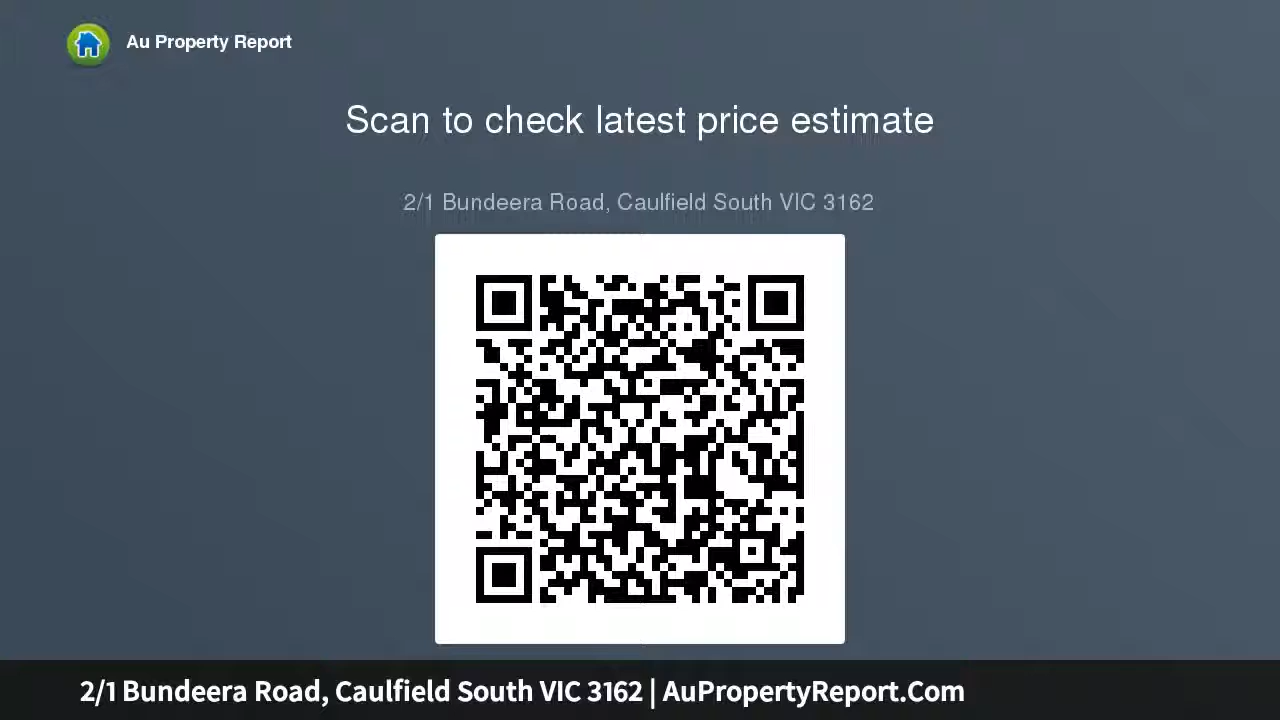 Au Property Report
Scan to check latest price estimate
2/1 Bundeera Road, Caulfield South VIC 3162
2/1 Bundeera Road, Caulfield South VIC 3162 | AuPropertyReport.Com